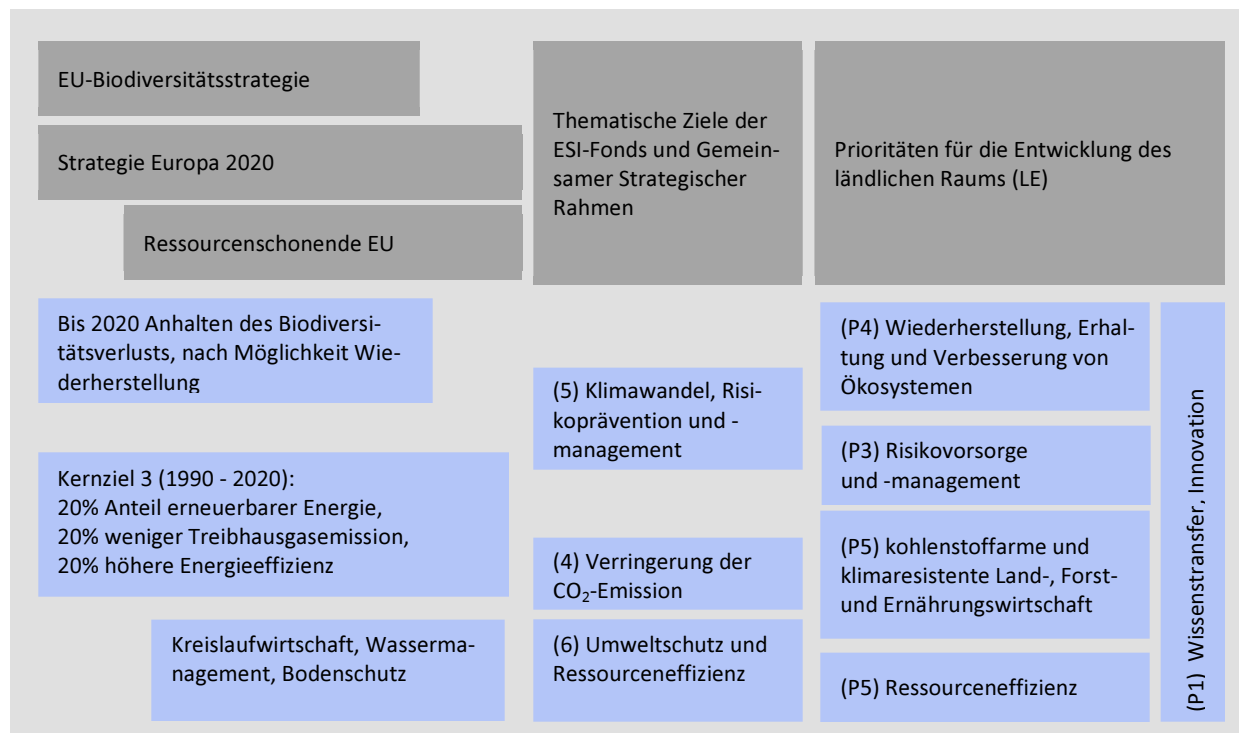 EU-Biodiversitätsstrategie
Strategie Europa 2020
Ressourcenschonende EU
Thematische Ziele der
ESI-Fonds und Gemein-
samer Strategischer
Rahmen
Prioritäten für die Entwicklung des
ländlichen Raums (LE)
Bis 2020 Anhalten des Biodiversi-
tätsverlusts, nach Möglichkeit Wie-
derherstellung
Kernziel 3 (1990 - 2020):
20% Anteil erneuerbarer Energie,
20% weniger Treibhausgasemission,
20% höhere Energieeffizienz
Kreislaufwirtschaft, Wasserma-
nagement, Bodenschutz
(5) Klimawandel, Risi-
koprävention und -
management
(4) Verringerung der
CO₂-Emission
(6) Umweltschutz und
Ressourceneffizienz
(P4) Wiederherstellung, Erhal-
tung und Verbesserung von
Ökosystemen
(P3) Risikovorsorge
und -management
(P5) kohlenstoffarme und
klimaresistente Land-, Forst-
und Ernährungswirtschaft
(P5) Ressourceneffizienz
(P1) Wissenstransfer, Innovation